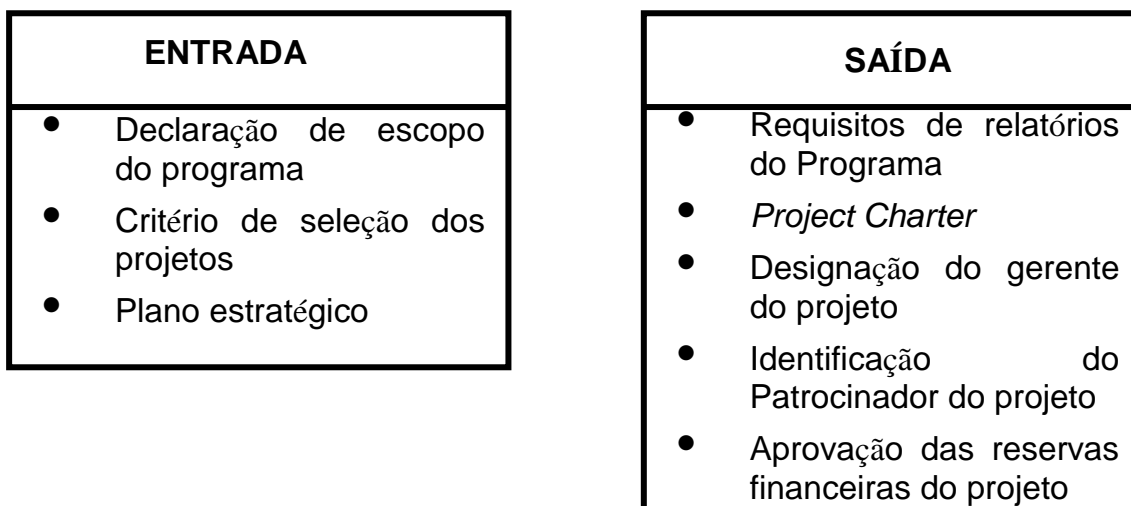 ENTRADA
• Declaração de escopo
do programa
• Critério de seleção dos
projetos
• Plano estratégico
SAÍDA
• Requisitos de relatórios
do Programa
• Project Charter
• Designação do gerente
do projeto
• Identificação do
Patrocinador do projeto
• Aprovação das reservas
financeiras do projeto